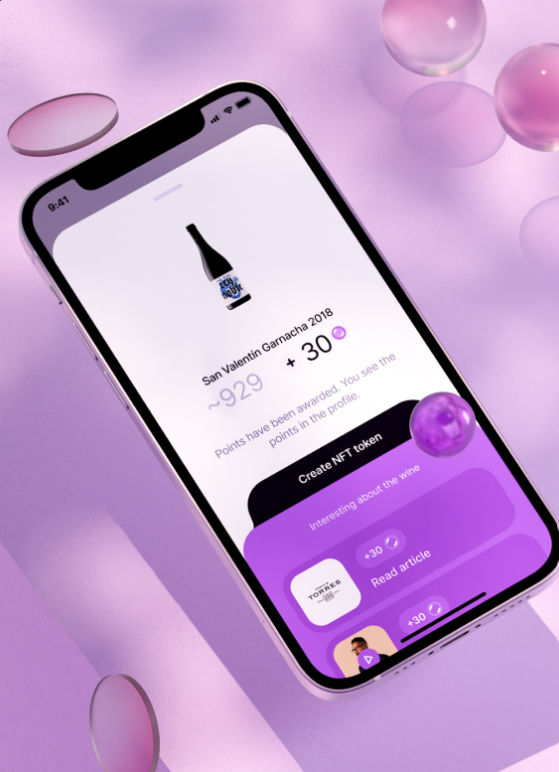 9:41
San Valentin Garnacha 2018
~929 + 30
Points have been awarded. You see the
points in the profile.
Create NFT token
Interesting about the wine
+30
Read article
TORRES
+30